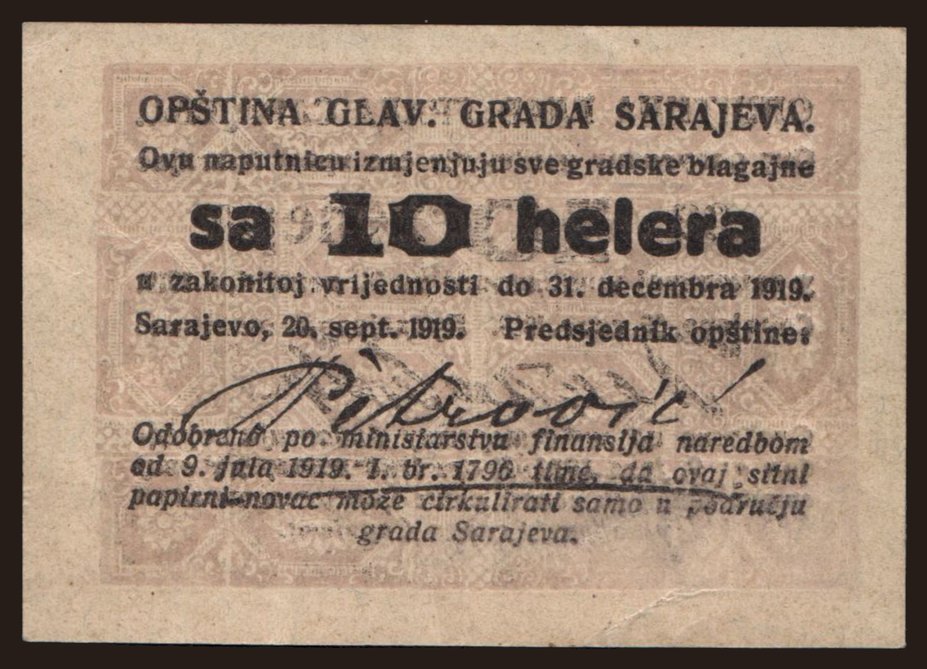 OPŠTINA GLAV. GRADA SARAJEVA.
Ovu naputnicu izmjenjuju sve gradske blagajne
sa 10 helera
u zakonitoj vrijednosti do 31. decembra 1919.
Sarajevo, 20. sept. 1919. Predsjednik opštine:
Petrović
Odobreno po ministarstvu finansija naredbom
od 9. jula 1919. I. br. 1796 time, da ovaj sitni
papirni novac može cirkulirati samo u području
grada Sarajeva.